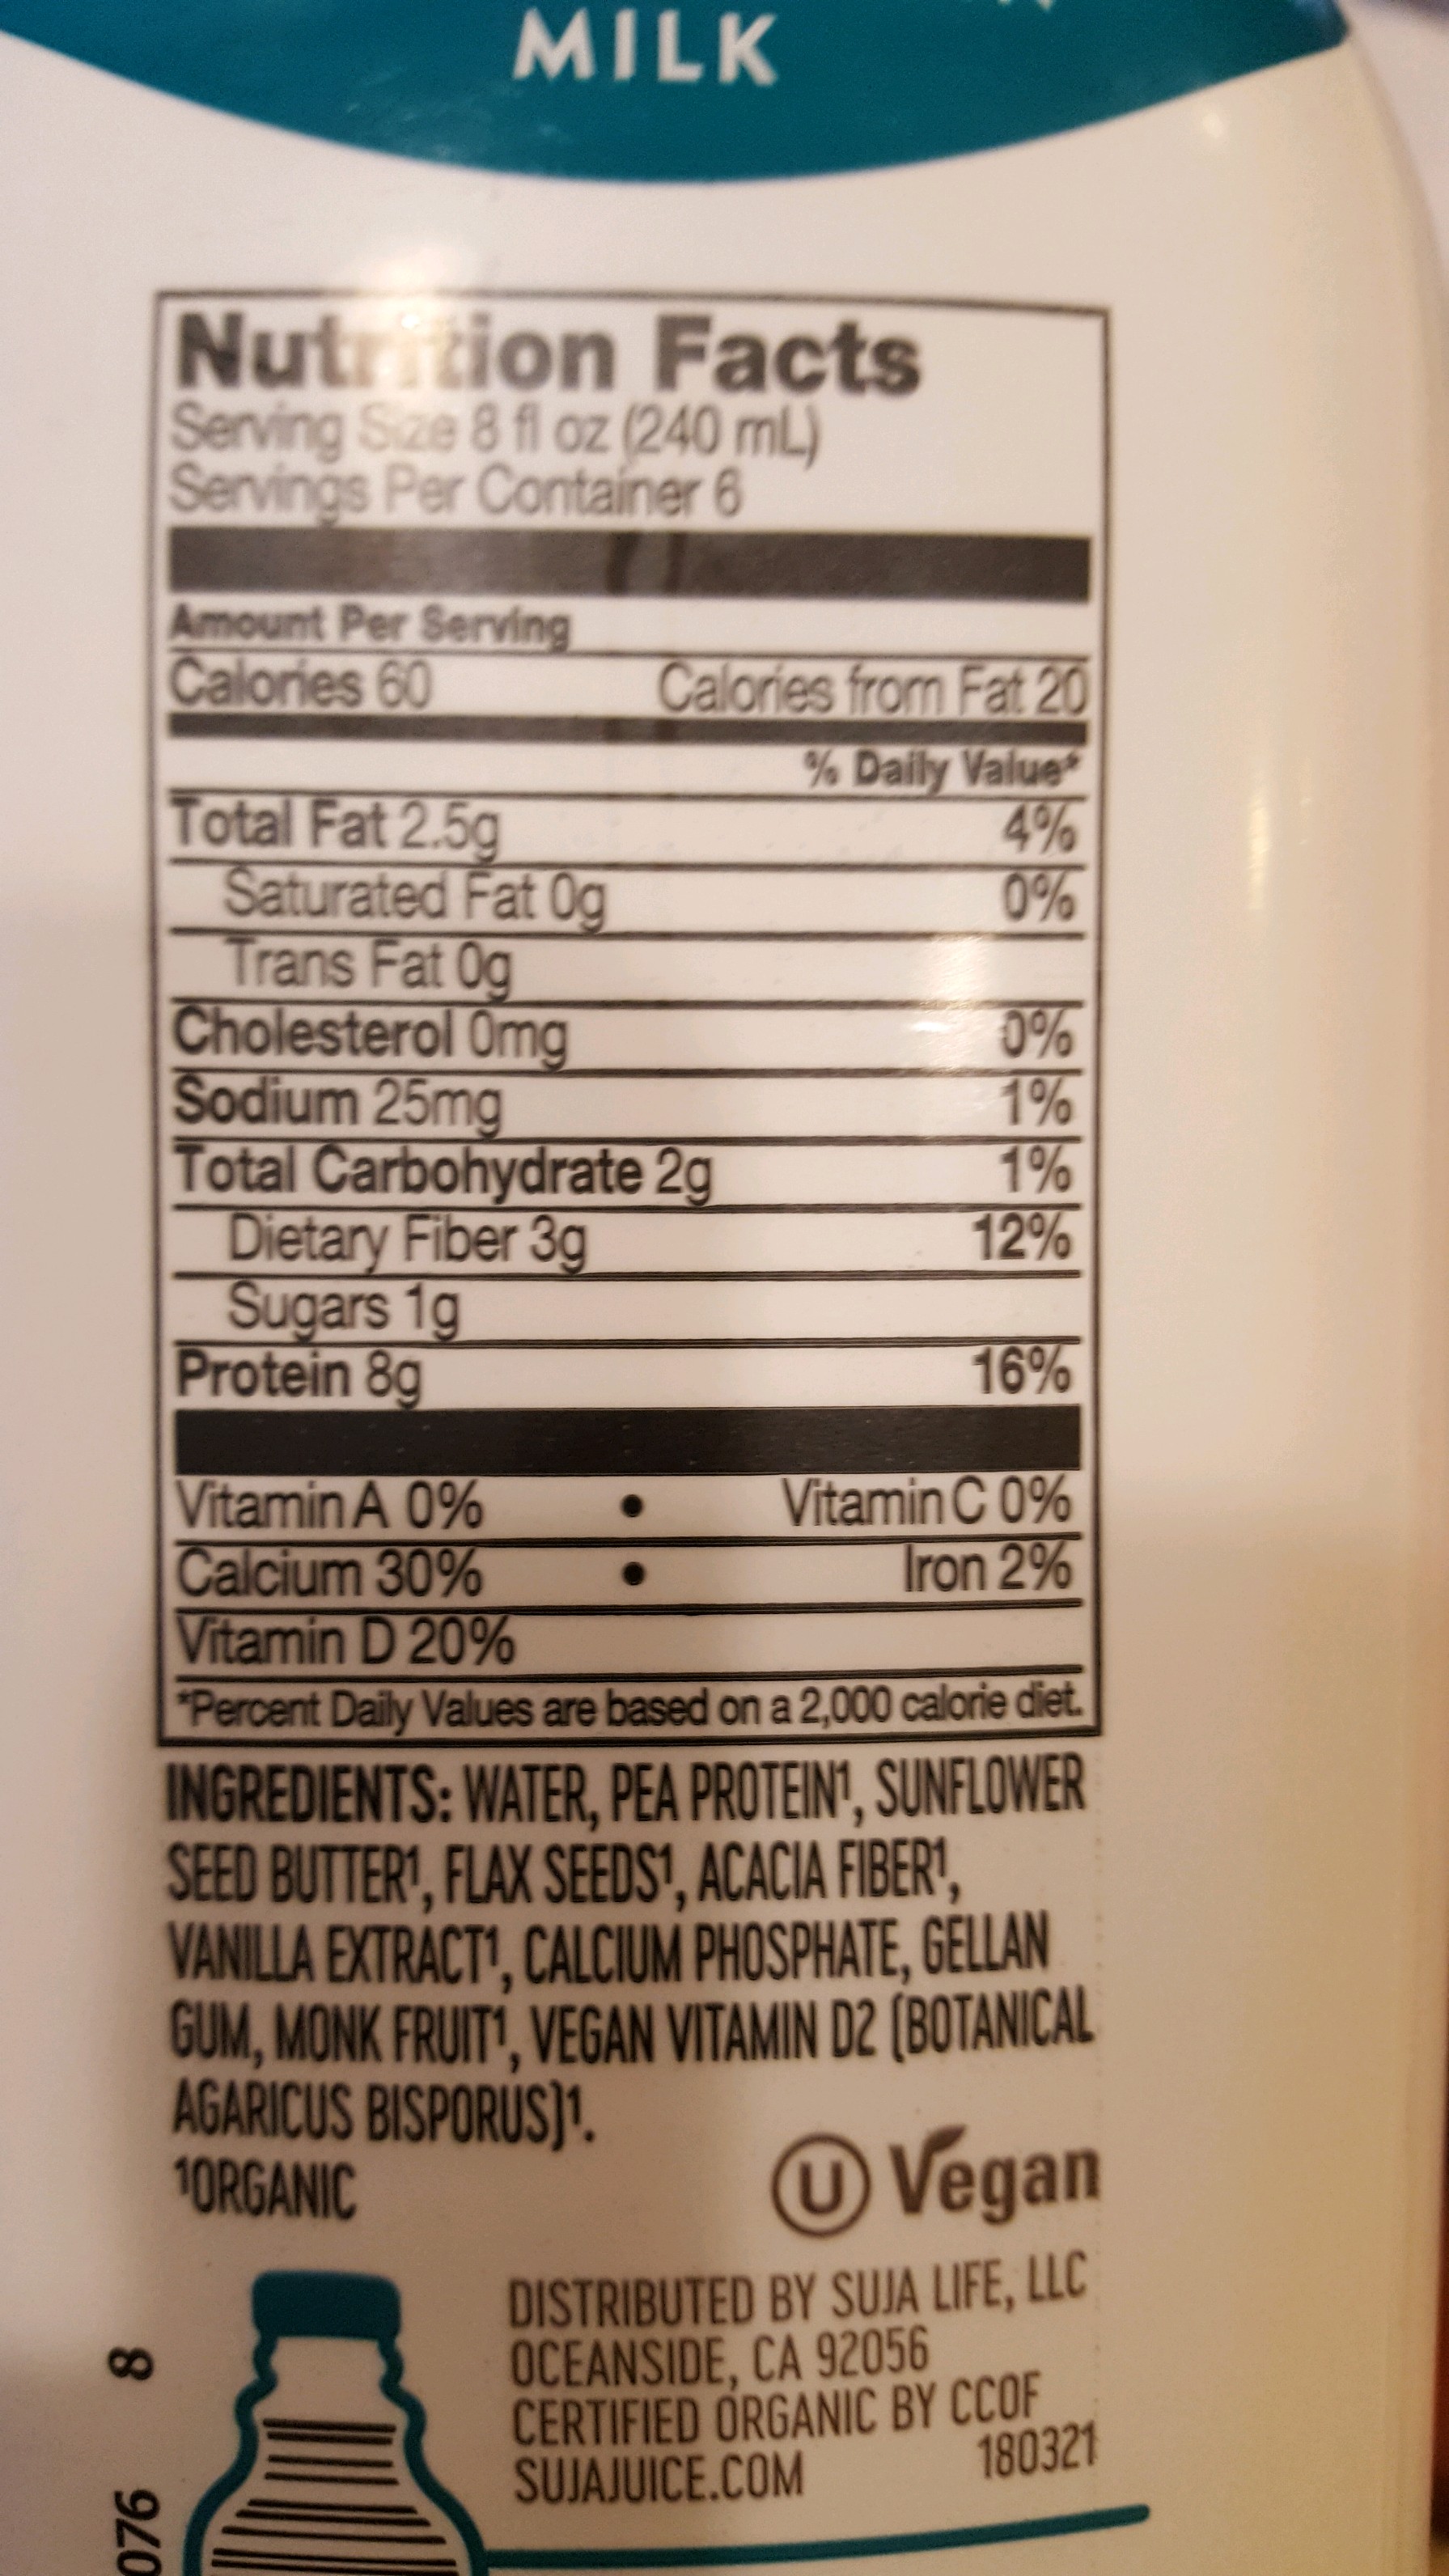 MILK
Nutrition Facts
Serving Size 8 fl oz (240 mL)
Servings Per Container 6
Amount Per Serving
Calories 60 Calories from Fat 20
% Daily Value*
Total Fat 2.5g 4%
Saturated Fat 0g 0%
Trans Fat 0g
Cholesterol 0mg 0%
Sodium 25mg 1%
Total Carbohydrate 2g 1%
Dietary Fiber 3g 12%
Sugars 1g
Protein 8g 16%
Vitamin A 0% • Vitamin C 0%
Calcium 30% • Iron 2%
Vitamin D 20%
*Percent Daily Values are based on a 2,000 calorie diet.
INGREDIENTS: WATER, PEA PROTEIN¹, SUNFLOWER
SEED BUTTER¹, FLAX SEEDS¹, ACACIA FIBER¹,
VANILLA EXTRACT¹, CALCIUM PHOSPHATE, GELLAN
GUM, MONK FRUIT¹, VEGAN VITAMIN D2 (BOTANICAL
AGARICUS BISPORUS)¹.
¹ORGANIC
U Vegan
DISTRIBUTED BY SUJA LIFE, LLC
OCEANSIDE, CA 92056
CERTIFIED ORGANIC BY CCOF
SUJAJUICE.COM 180321
8
076